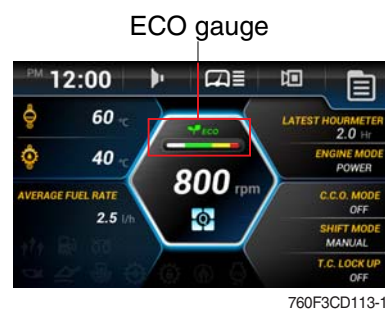 ECO gauge
PM 12:00
60 °C
ECO
LATEST HOURMETER
2.0 Hr
40 °C
ENGINE MODE
POWER
800 rpm
AVERAGE FUEL RATE
2.5 l/h
C.C.O. MODE
OFF
SHIFT MODE
MANUAL
T.C. LOCK UP
OFF
760F3CD113-1